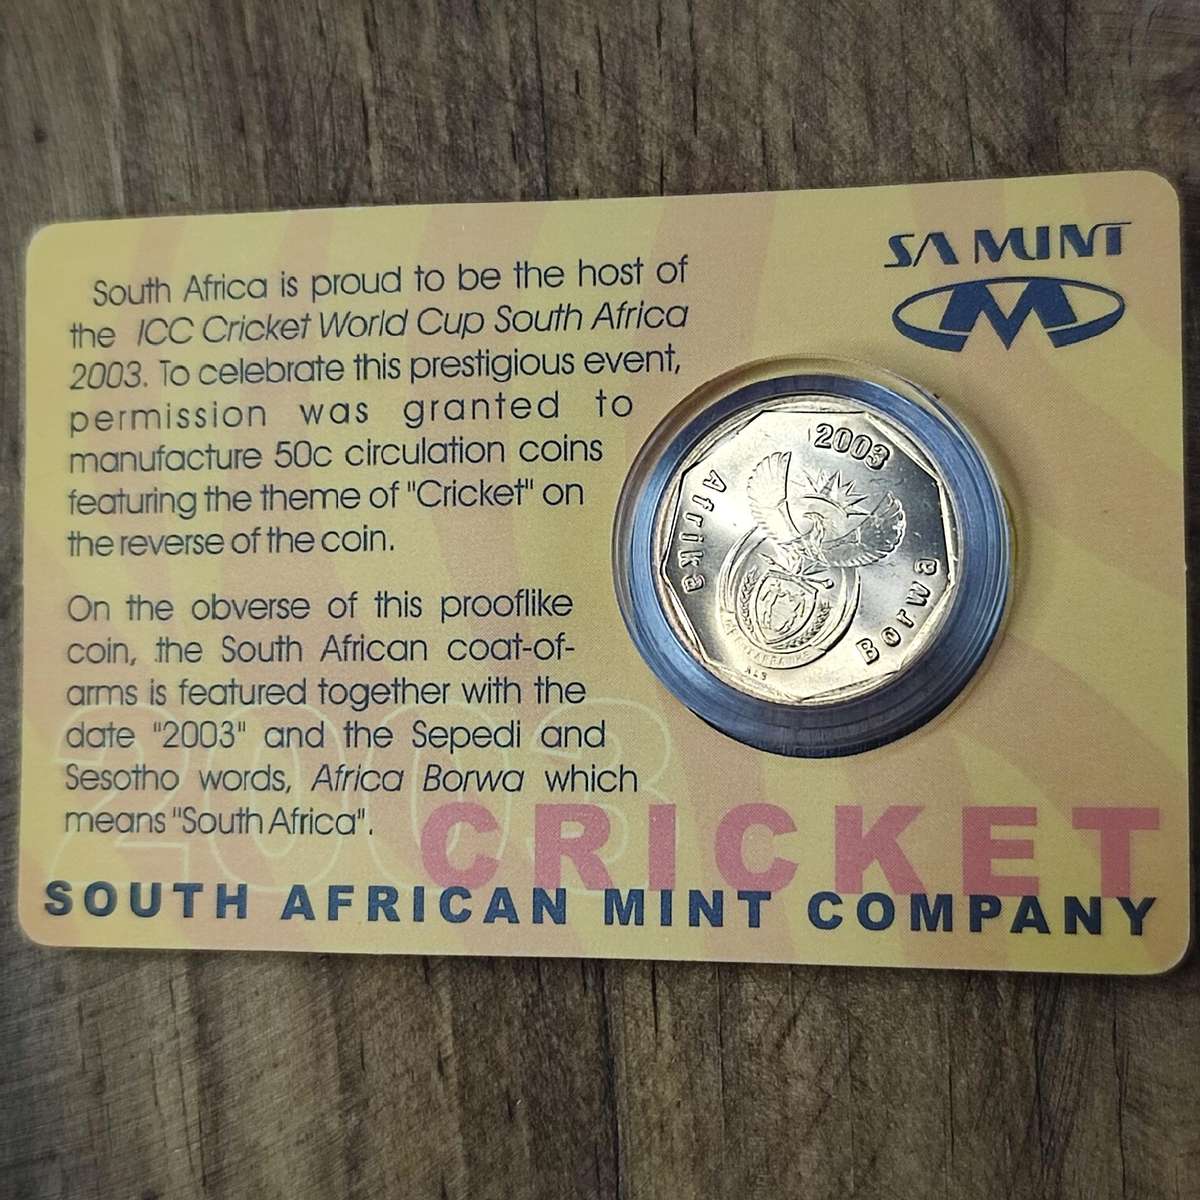 South Africa is proud to be the host of
the ICC Cricket World Cup South Africa
2003. To celebrate this prestigious event,
permission was granted to
manufacture 50c circulation coins
featuring the theme of "Cricket" on
the reverse of the coin.
On the obverse of this prooflike
coin, the South African coat-of-
arms is featured together with the
date "2003" and the Sepedi and
Sesotho words, Africa Borwa which
means "South Africa".
SA MINT
2003
Afrika
Borwa
ALS
2003
CRICKET
SOUTH AFRICAN MINT COMPANY